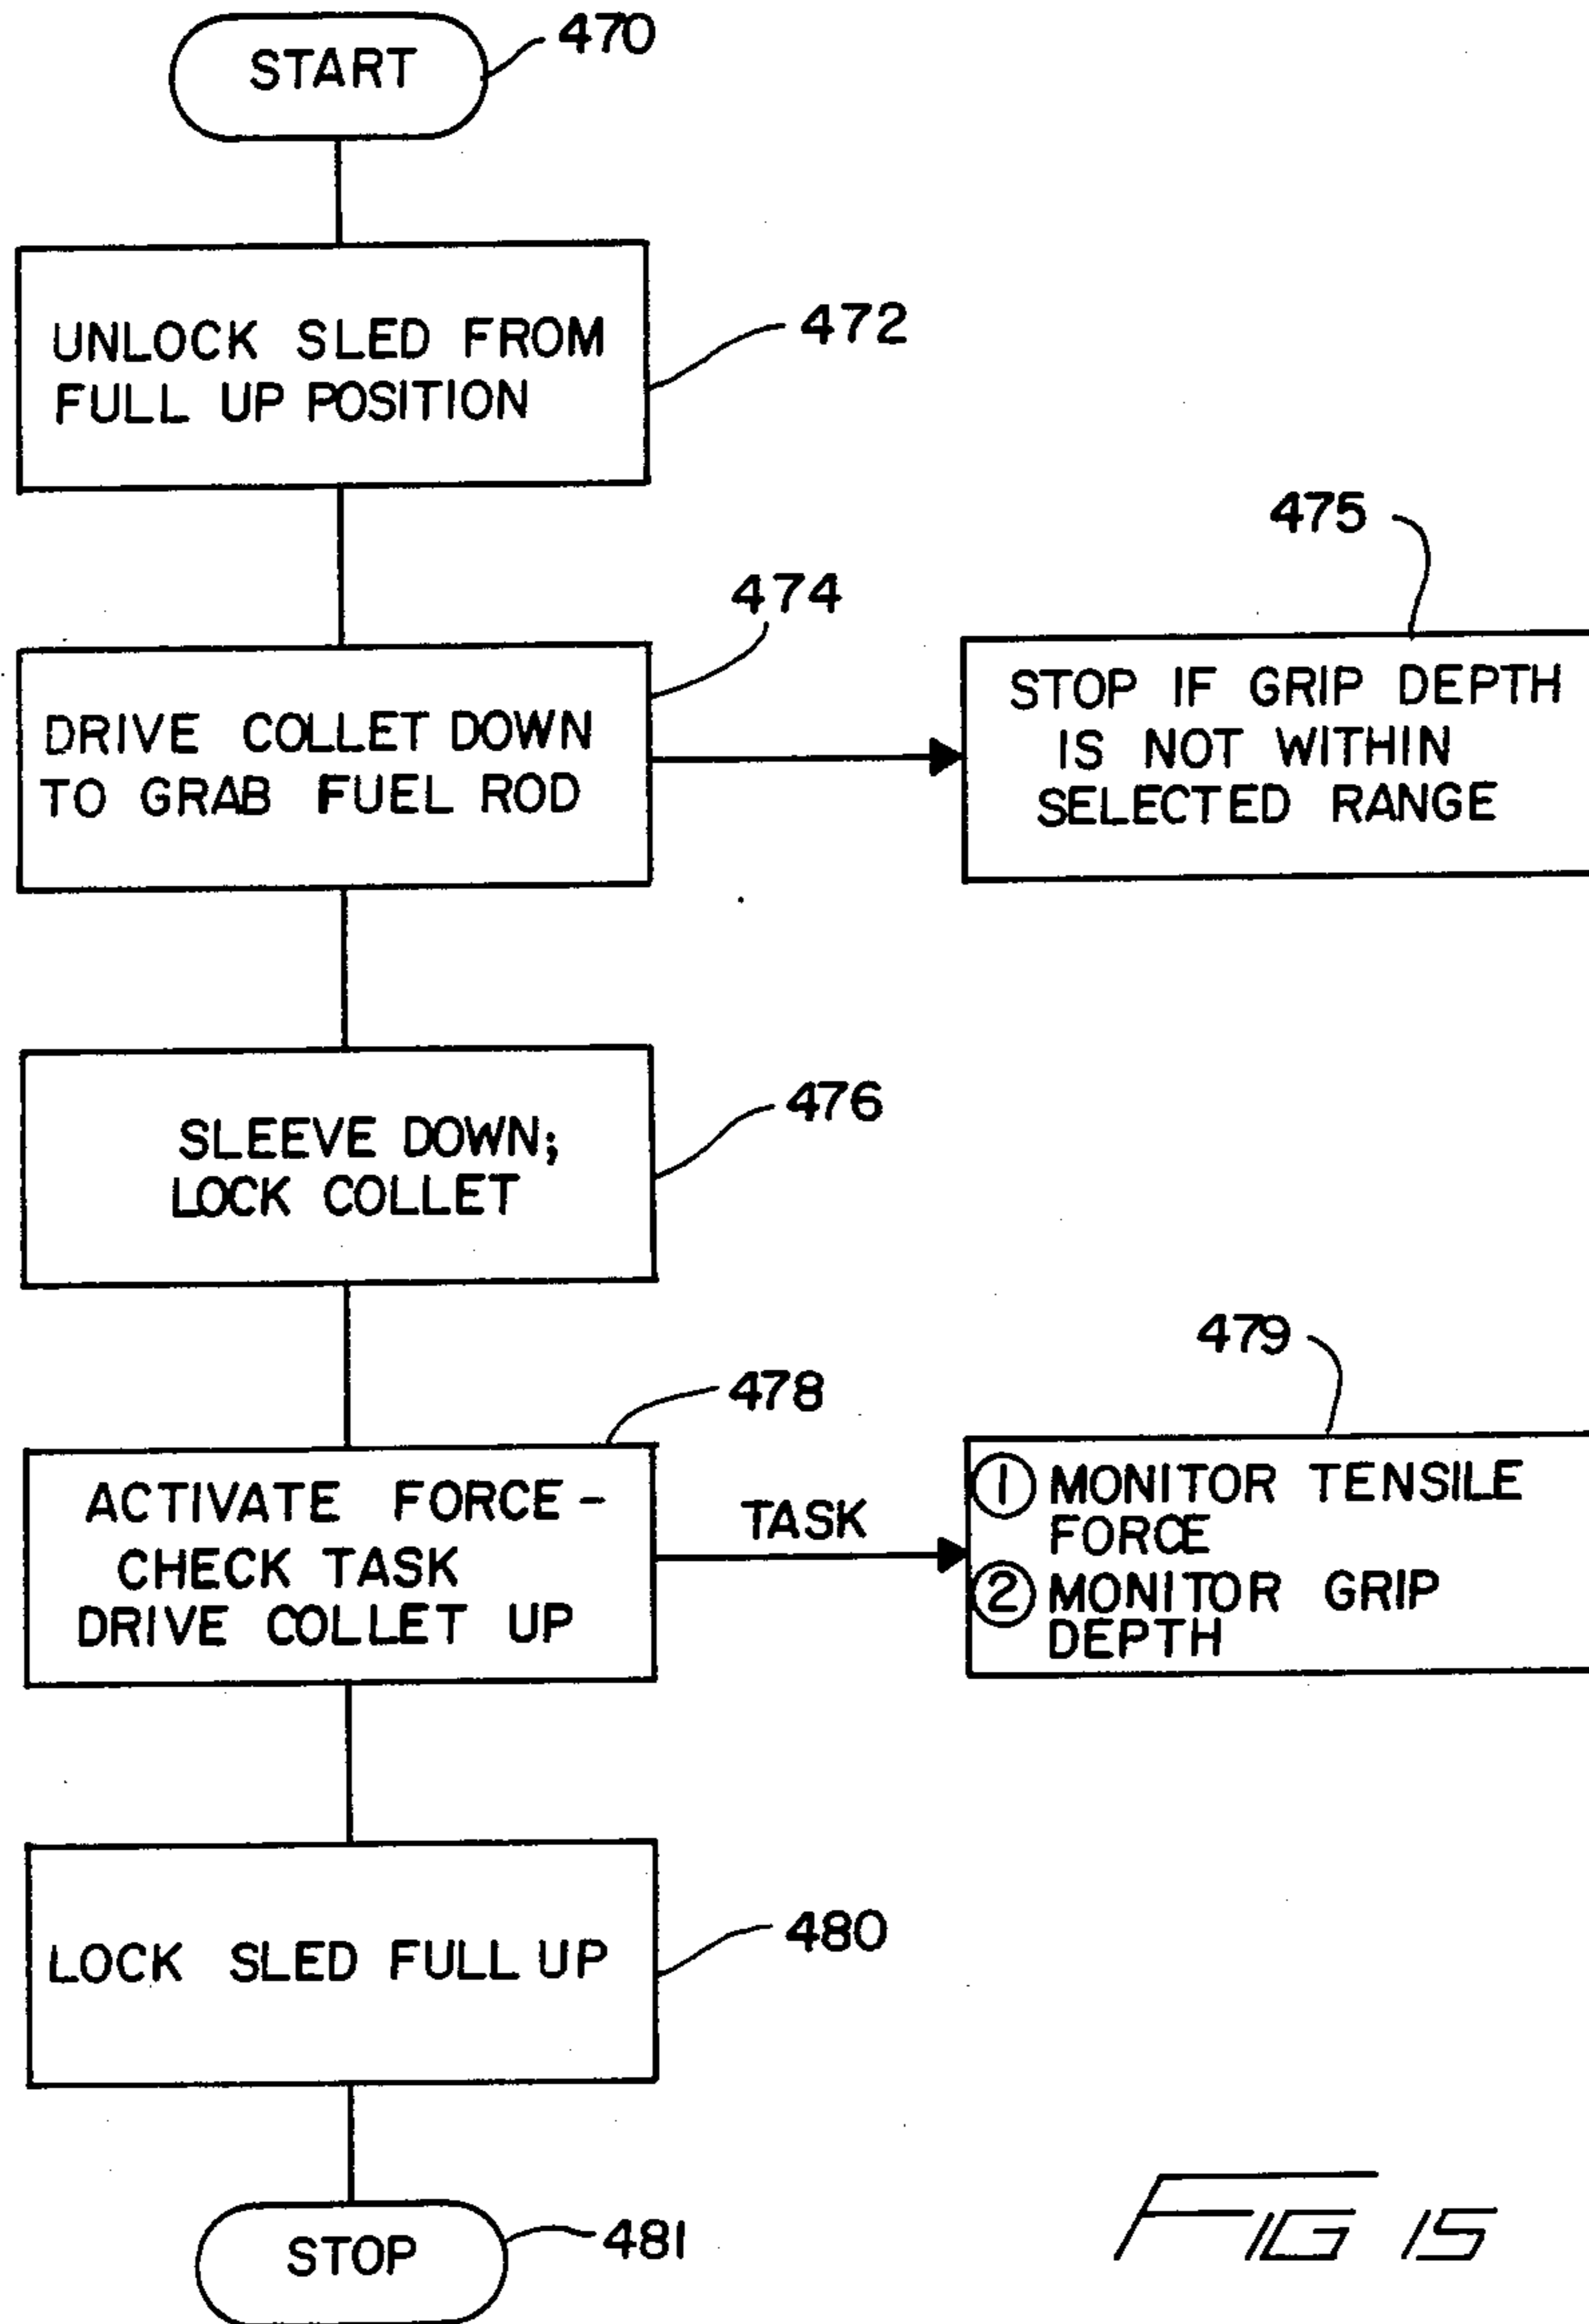 START
470
UNLOCK SLED FROM
FULL UP POSITION
472
DRIVE COLLET DOWN
TO GRAB FUEL ROD
474
475
STOP IF GRIP DEPTH
IS NOT WITHIN
SELECTED RANGE
SLEEVE DOWN;
LOCK COLLET
476
ACTIVATE FORCE-
CHECK TASK
DRIVE COLLET UP
478
TASK
479
① MONITOR TENSILE
FORCE
② MONITOR GRIP
DEPTH
LOCK SLED FULL UP
480
STOP
481
FIG 15